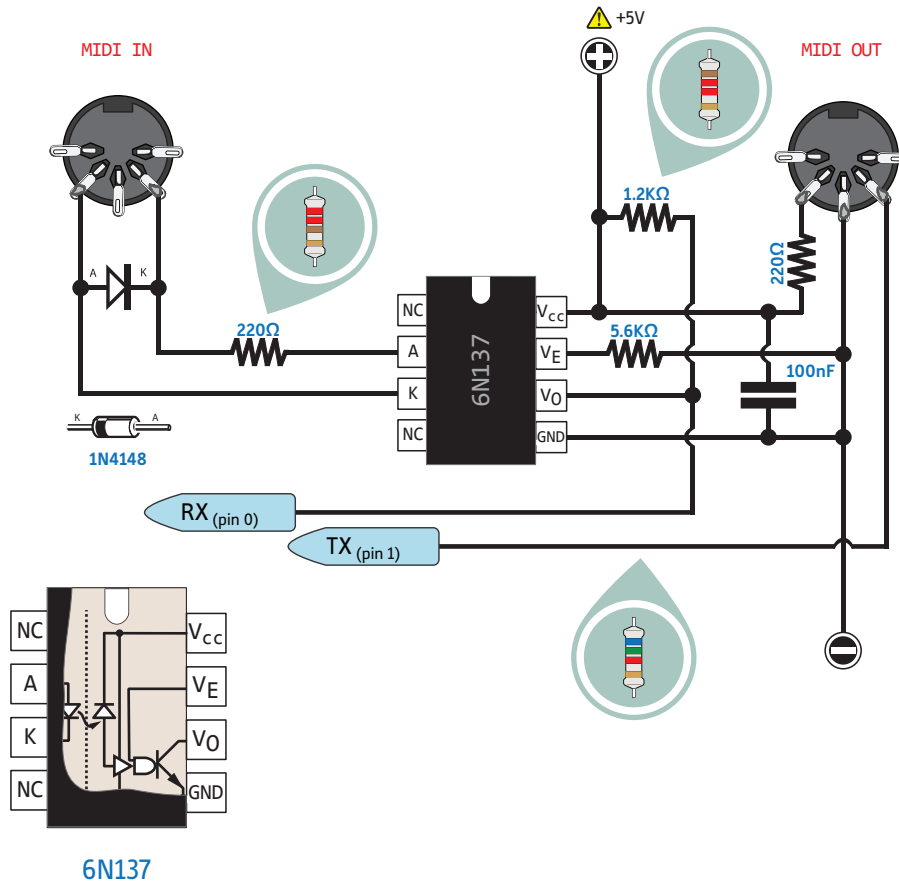 +5V
MIDI IN
MIDI OUT
1.2KΩ
220Ω
220Ω
A
K
NC
A
K
NC
6N137
Vcc
VE
VO
GND
5.6KΩ
100nF
K
A
1N4148
RX (pin 0)
TX (pin 1)
NC
A
K
NC
Vcc
VE
VO
GND
6N137